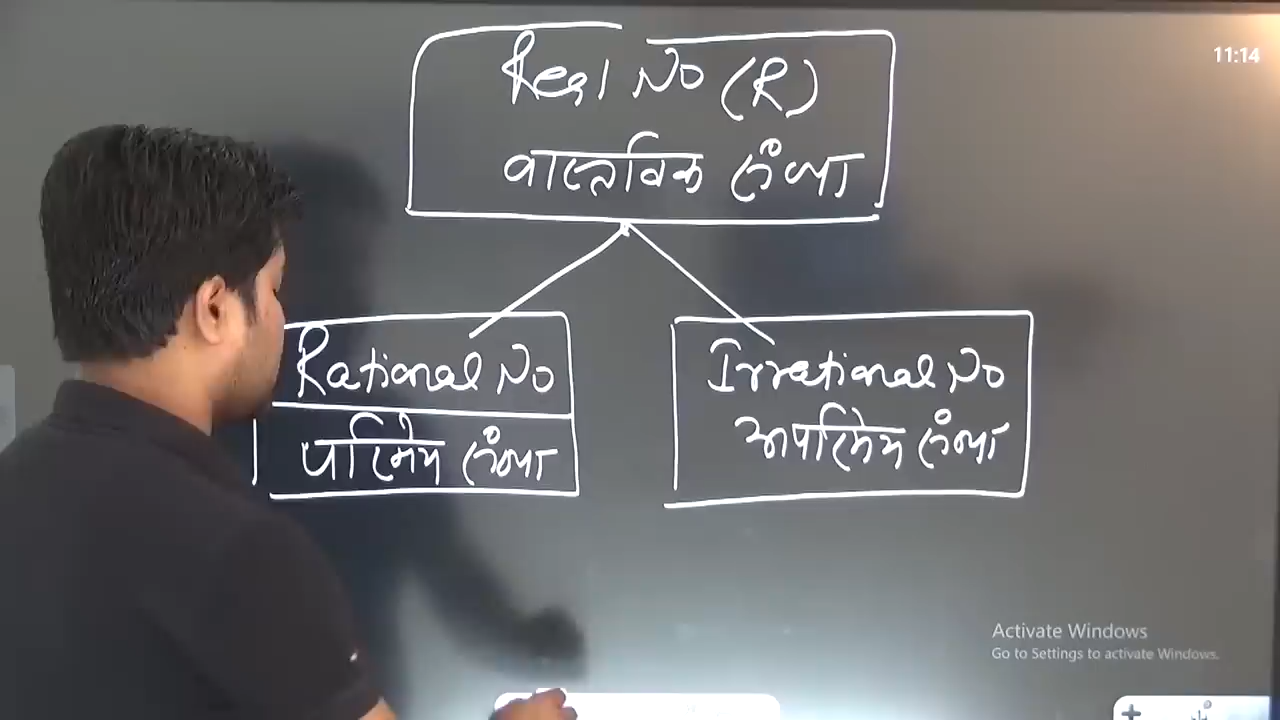 11:14
Real No (R)
वास्तविक संख्या
Rational No
परिमेय संख्या
Irrational No
अपरिमेय संख्या
Activate Windows
Go to Settings to activate Windows.